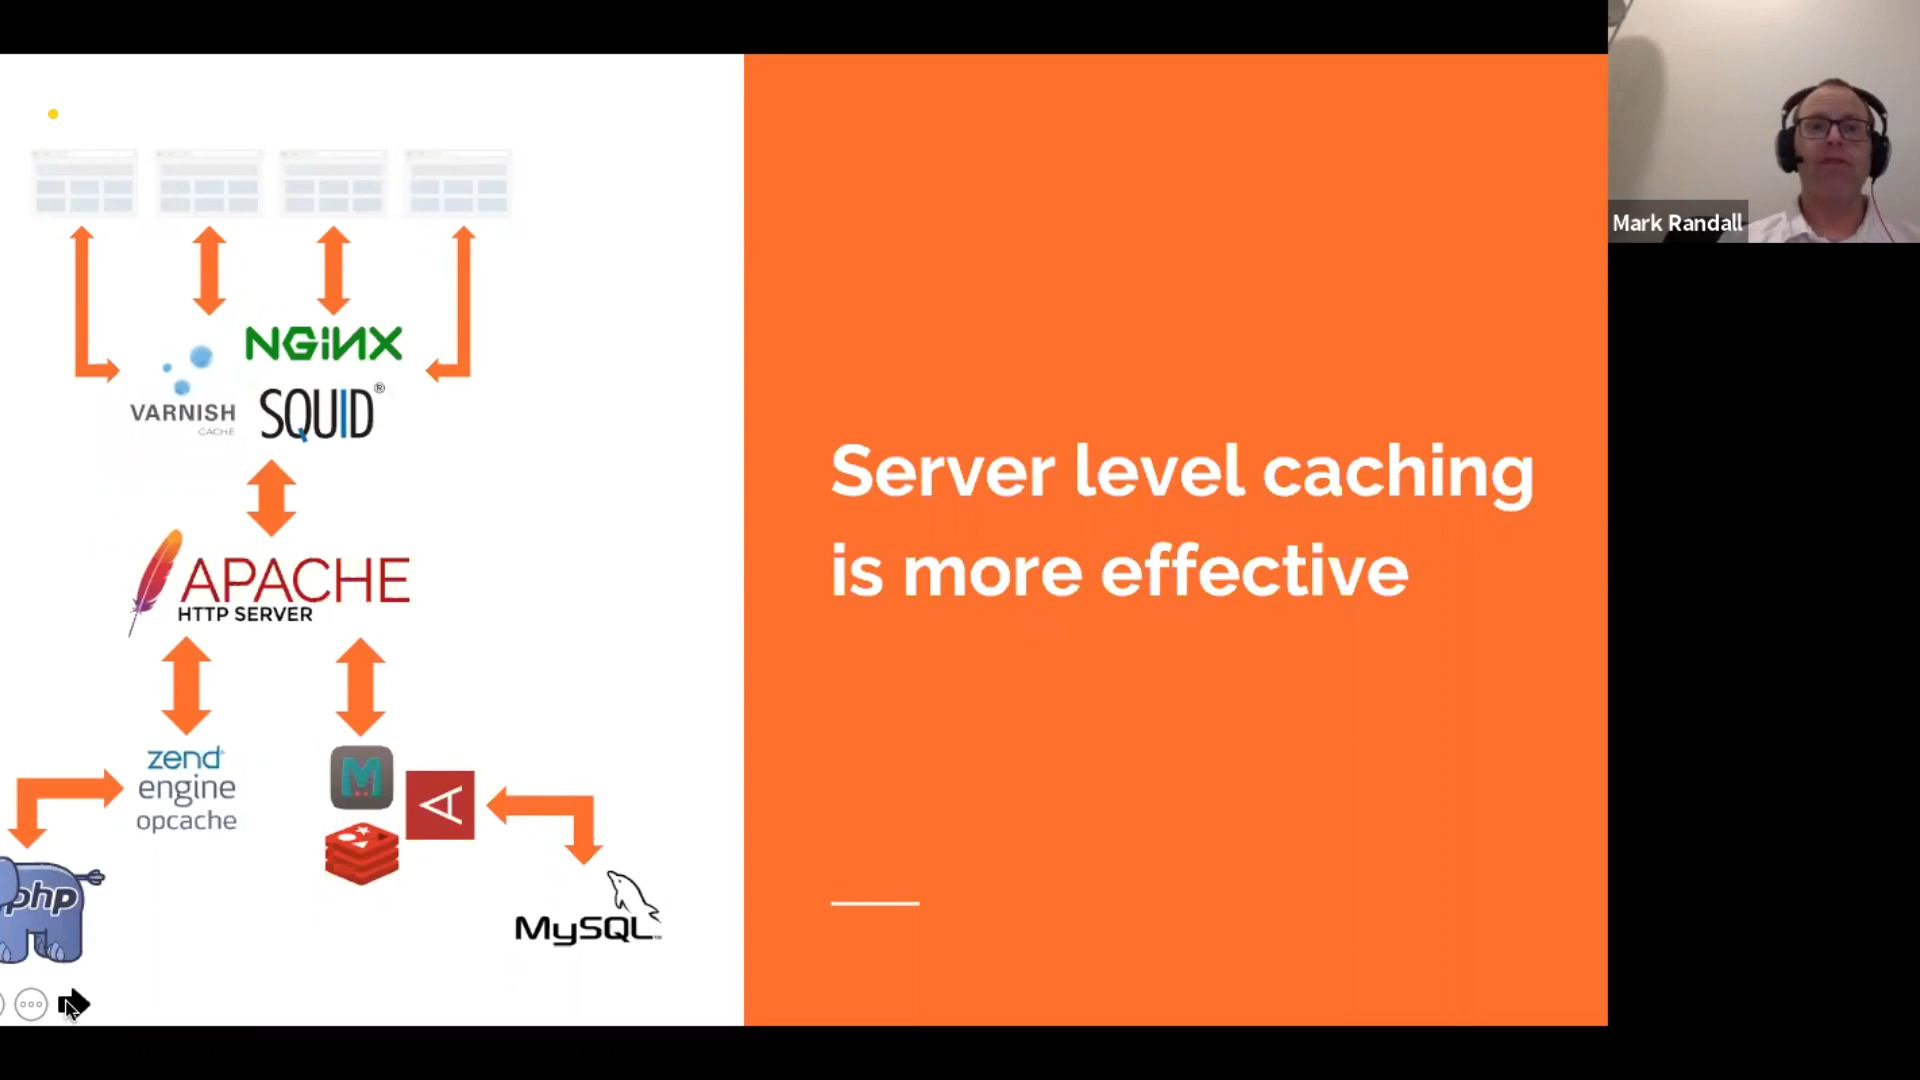 Mark Randall
NGINX
VARNISH
CACHE
SQUID®
Server level caching
is more effective
APACHE
HTTP SERVER
zend
engine
opcache
M
A
php
MySQL™